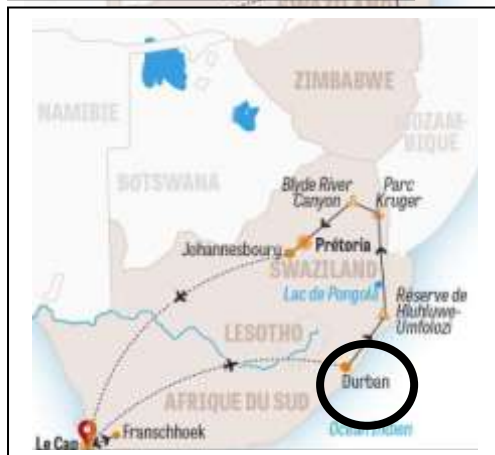 SWAZILAND
ZIMBABWE
NAMIBIE
MOZAM-
BIQUE
BOTSWANA
Blyde River
Canyon
Parc
Kruger
Johannesbourg
Prétoria
SWAZILAND
Lac de Pongola
Réserve de
Hluhluwe-
Umfolozi
LESOTHO
Durban
AFRIQUE DU SUD
Océan Indien
Le Cap
Franschhoek